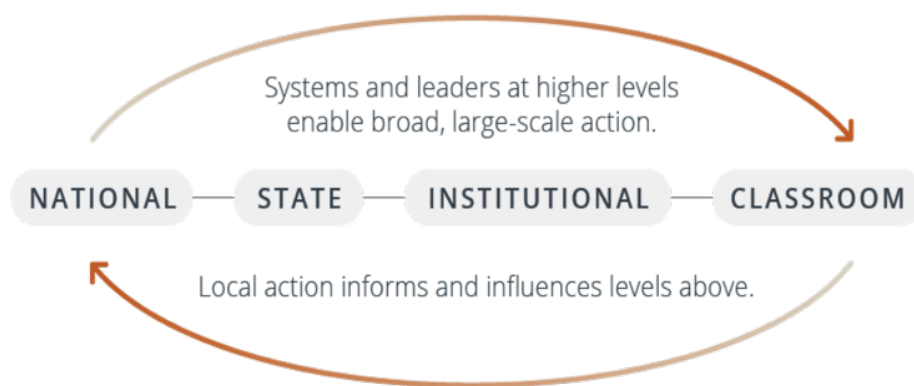 Systems and leaders at higher levels
enable broad, large-scale action.
NATIONAL STATE INSTITUTIONAL CLASSROOM
Local action informs and influences levels above.